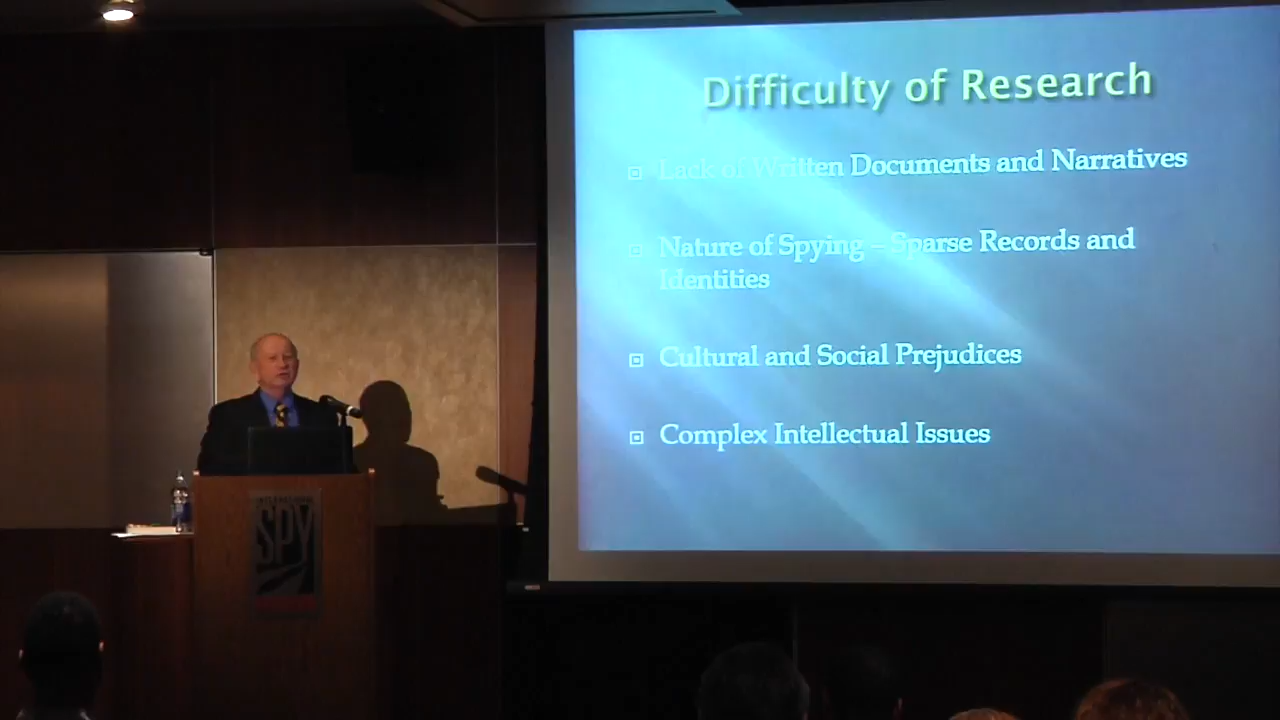 Difficulty of Research
Lack of Written Documents and Narratives
Nature of Spying – Sparse Records and
Identities
Cultural and Social Prejudices
Complex Intellectual Issues
INTERNATIONAL
SPY